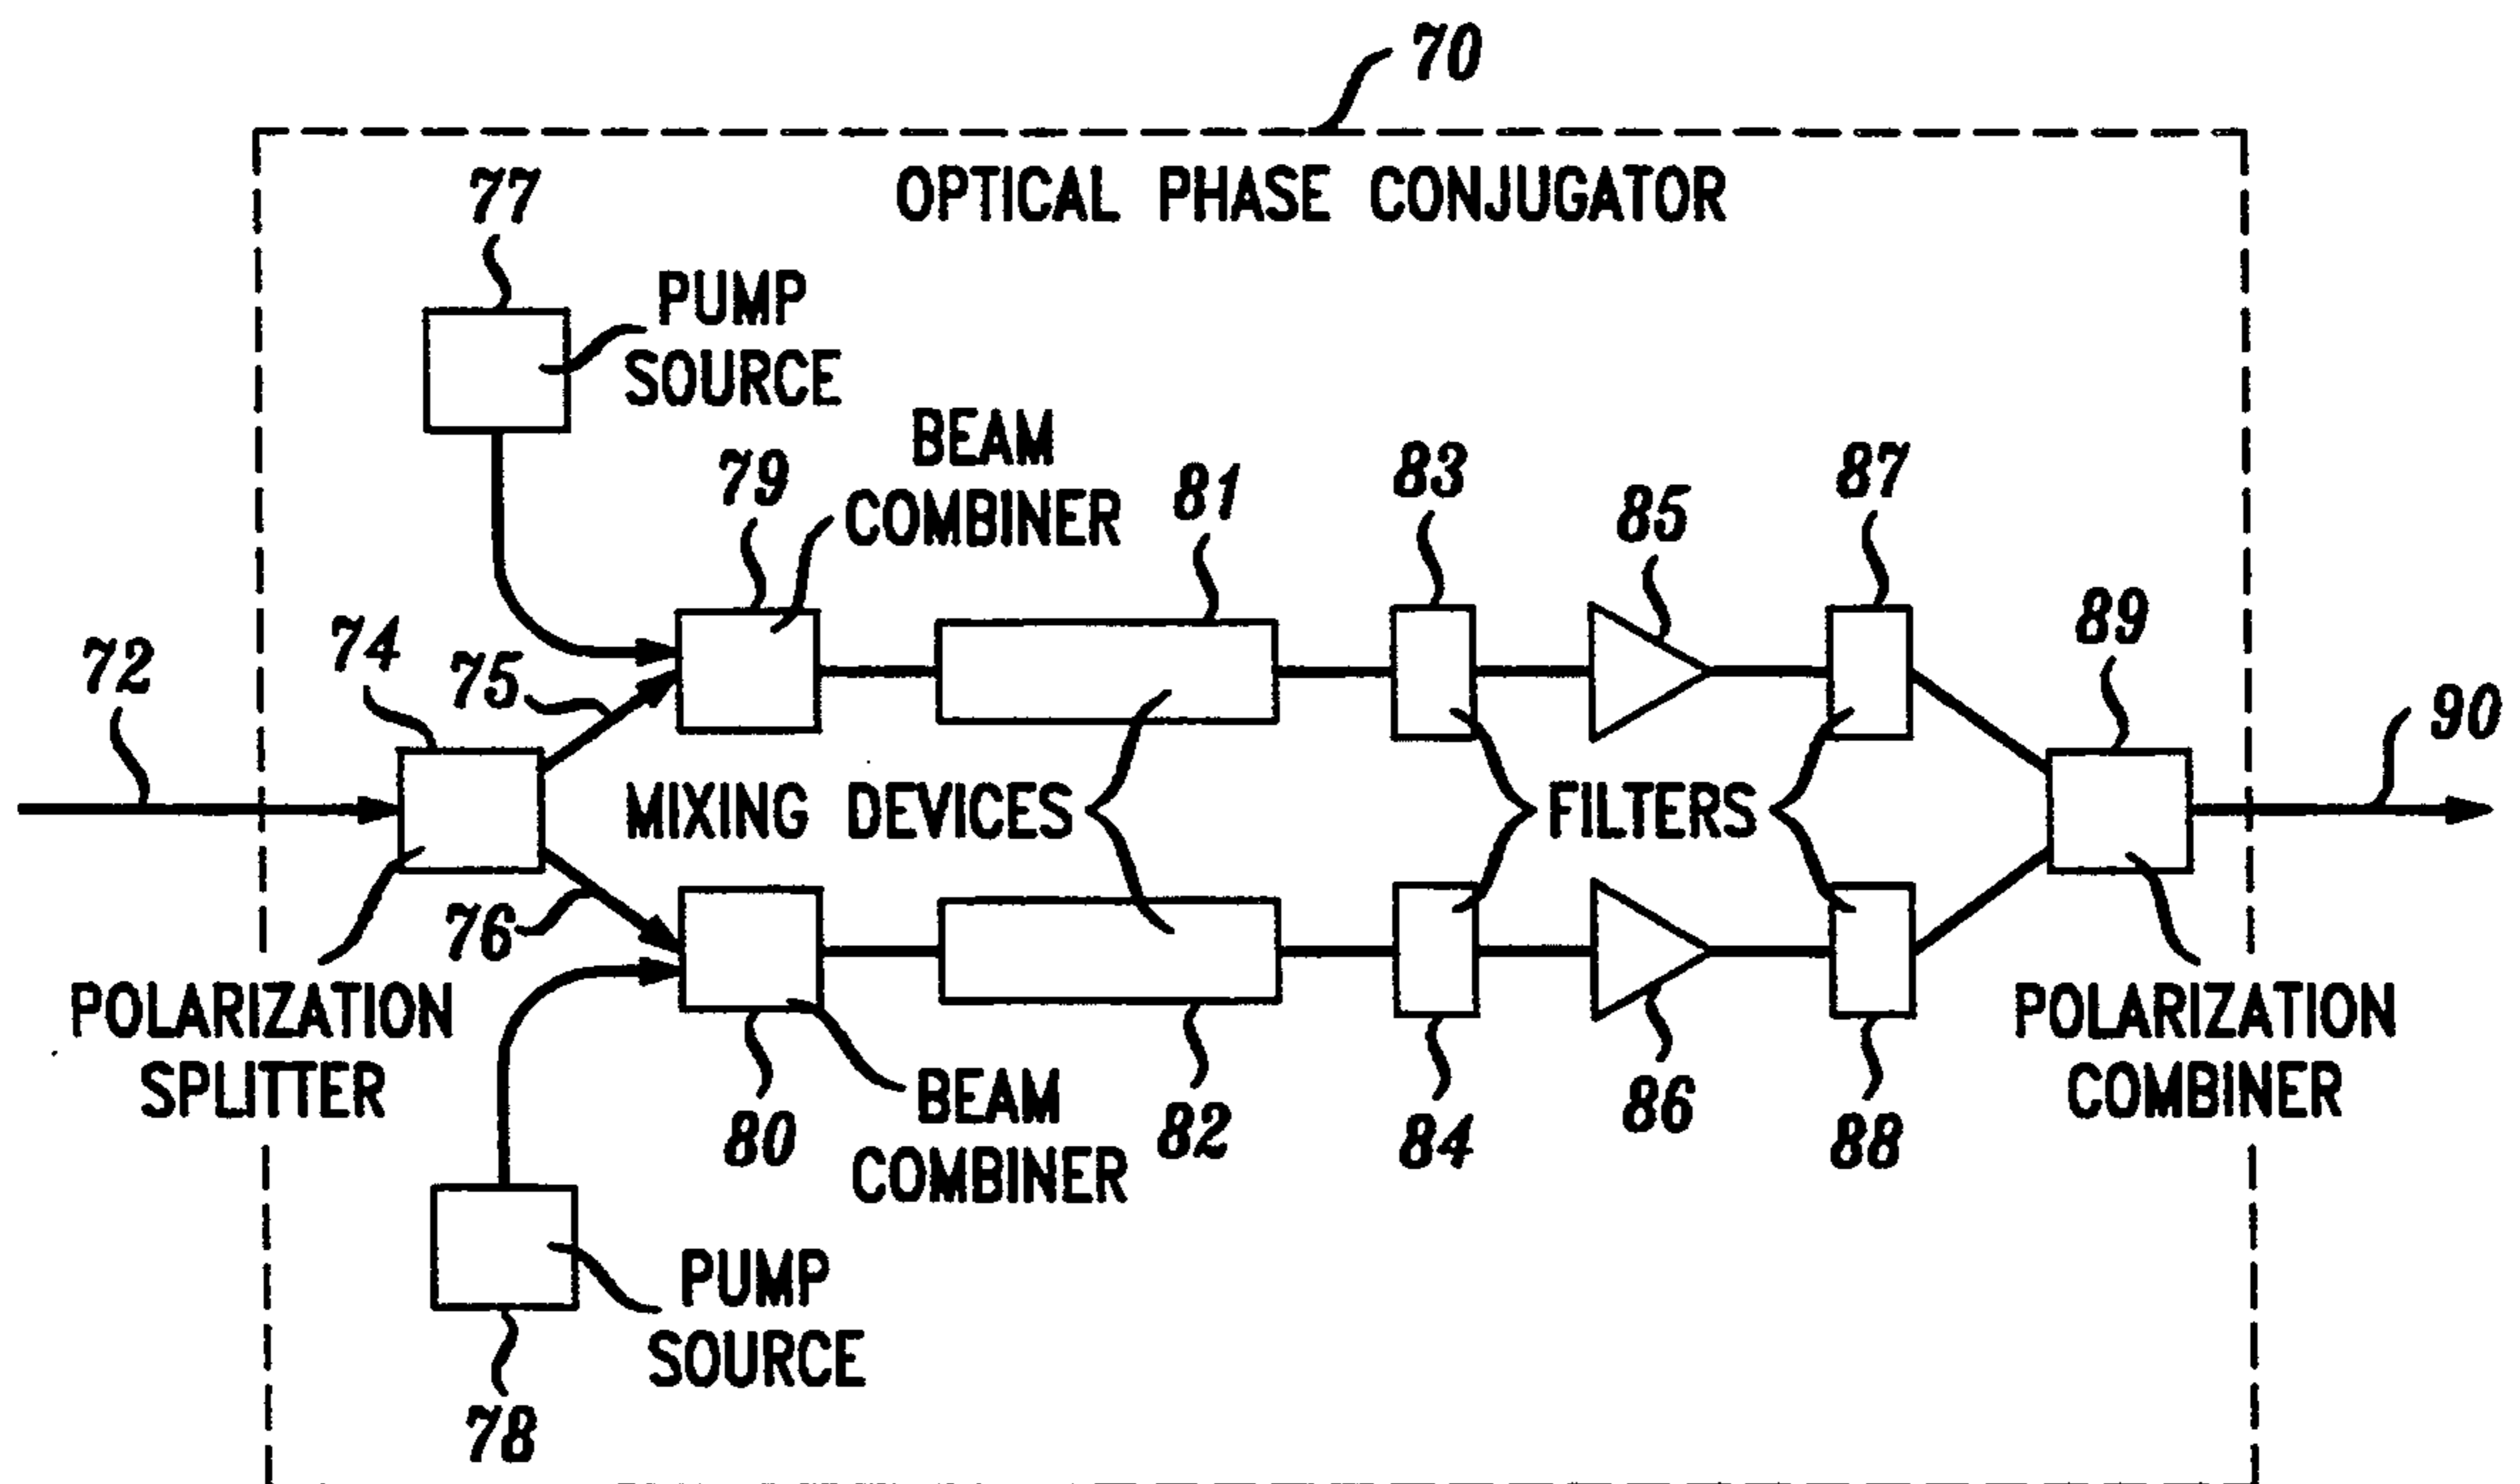 70
OPTICAL PHASE CONJUGATOR
77
PUMP
SOURCE
BEAM
COMBINER
79
81
83
85
87
89
72
74
75
90
MIXING DEVICES
FILTERS
76
POLARIZATION
SPLITTER
POLARIZATION
COMBINER
80
BEAM
COMBINER
82
84
86
88
PUMP
SOURCE
78